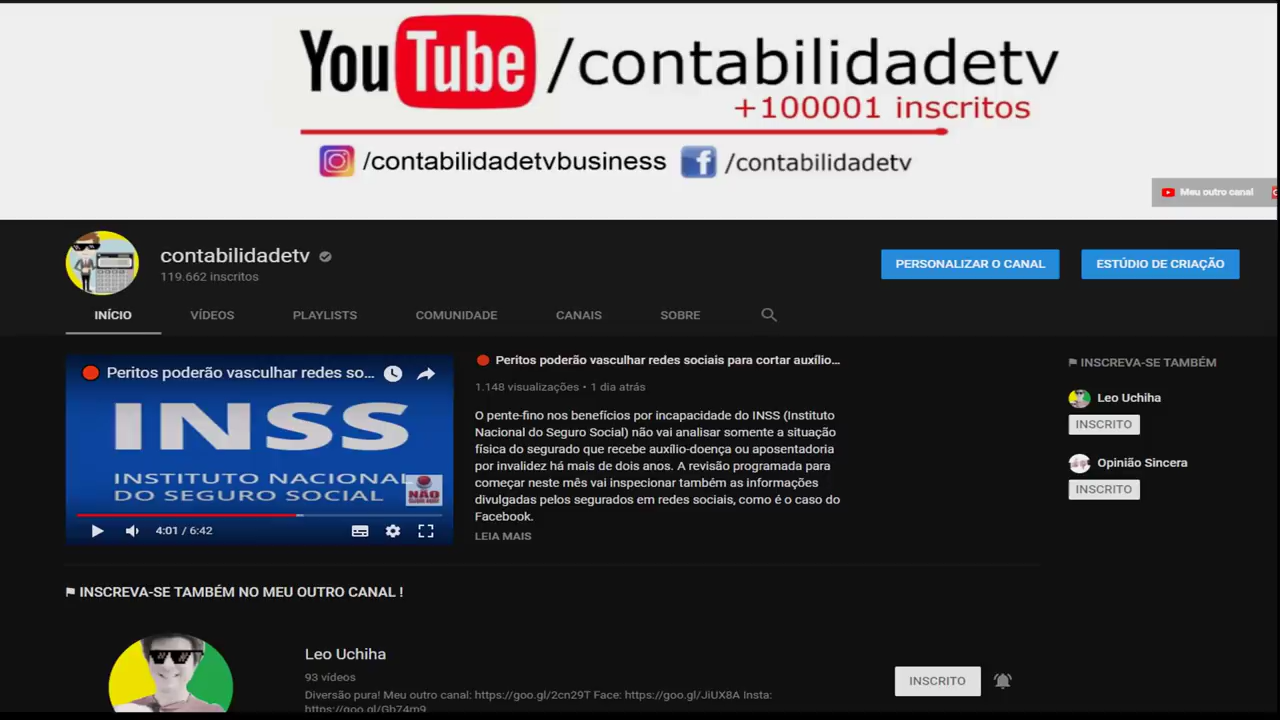 YouTube /contabilidadetv
+100001 inscritos
/contabilidadetvbusiness /contabilidadetv
Meu outro canal
contabilidadetv
119.662 inscritos
PERSONALIZAR O CANAL
ESTÚDIO DE CRIAÇÃO
INÍCIO VÍDEOS PLAYLISTS COMUNIDADE CANAIS SOBRE
Peritos poderão vasculhar redes so...
INSS
INSTITUTO NACIONAL
DO SEGURO SOCIAL
NÃO
4:01 / 6:42
Peritos poderão vasculhar redes sociais para cortar auxílio...
1.148 visualizações • 1 dia atrás
O pente-fino nos benefícios por incapacidade do INSS (Instituto
Nacional do Seguro Social) não vai analisar somente a situação
física do segurado que recebe auxílio-doença ou aposentadoria
por invalidez há mais de dois anos. A revisão programada para
começar neste mês vai inspecionar também as informações
divulgadas pelos segurados em redes sociais, como é o caso do
Facebook.
LEIA MAIS
INSCREVA-SE TAMBÉM
Leo Uchiha
INSCRITO
Opinião Sincera
INSCRITO
INSCREVA-SE TAMBÉM NO MEU OUTRO CANAL !
Leo Uchiha
93 vídeos
Diversão pura! Meu outro canal: https://goo.gl/2cn29T Face: https://goo.gl/JiUX8A Insta:
https://goo.gl/Gb74m9
INSCRITO